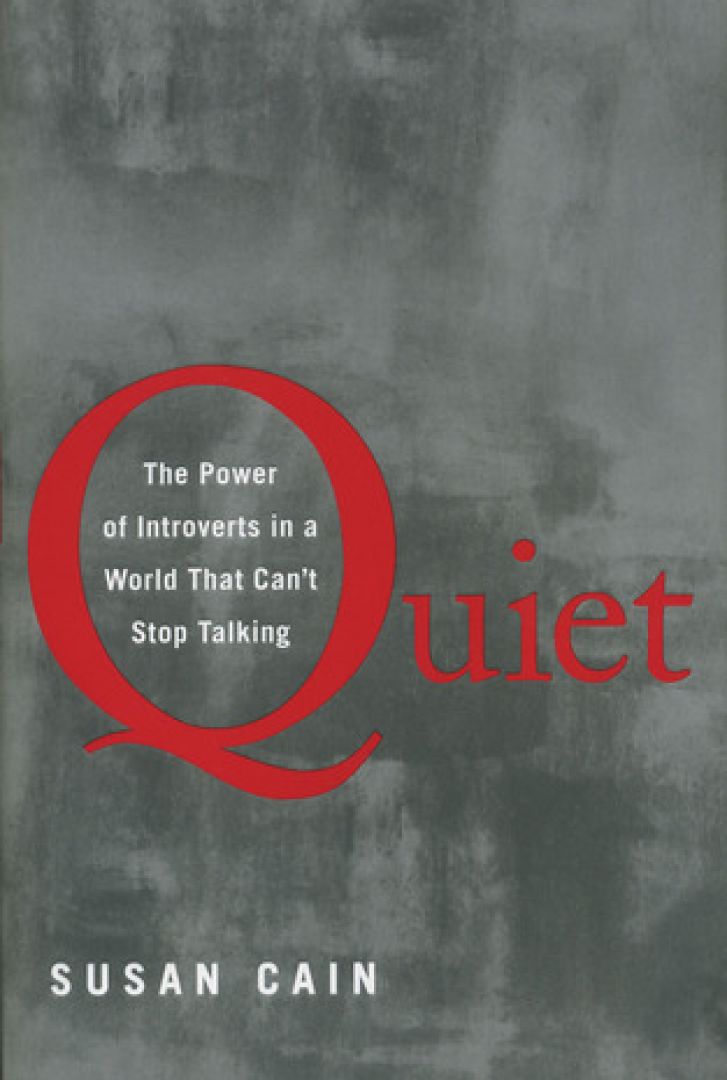 Quiet
The Power
of Introverts in a
World That Can't
Stop Talking
SUSAN CAIN